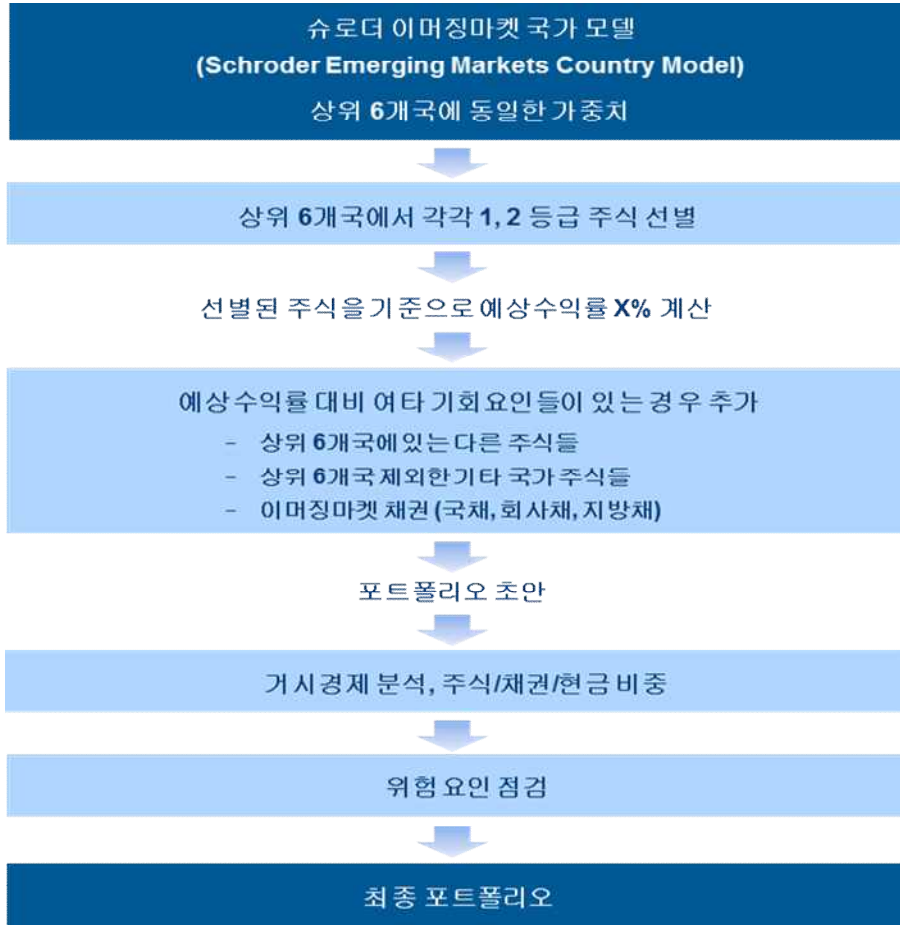 슈로더 이머징마켓 국가 모델
(Schroder Emerging Markets Country Model)
상위 6개국에 동일한 가중치
상위 6개국에서 각각 1, 2 등급 주식 선별
선별된 주식을 기준으로 예상수익률 X% 계산
예상 수익률 대비 여타 기회요인들이 있는 경우 추가
- 상위 6개국에 있는 다른 주식들
- 상위 6개국 제외한 기타 국가 주식들
- 이머징마켓 채권 (국채, 회사채, 지방채)
포트폴리오 초안
거시경제 분석, 주식/채권/현금 비중
위험 요인 점검
최종 포트폴리오